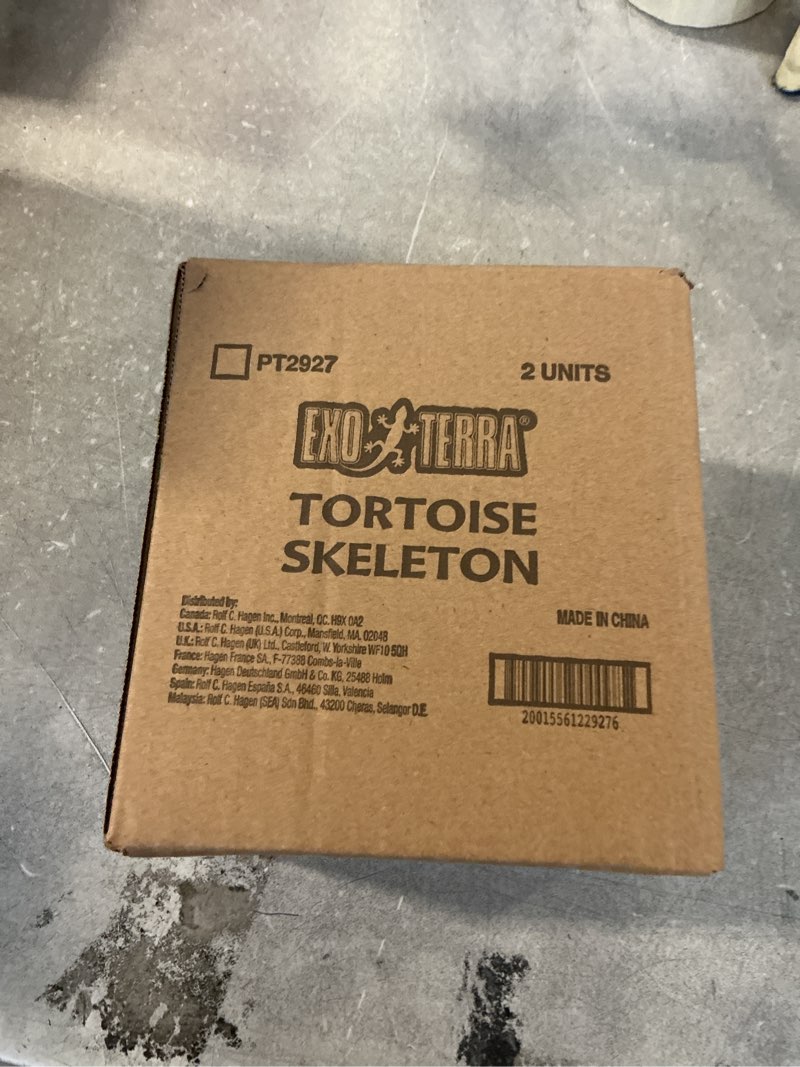 PT2927
2 UNITS
EXO TERRA®
TORTOISE
SKELETON
Distributed by:
Canada: Rolf C. Hagen Inc., Montreal, QC. H9X 0A2
U.S.A.: Rolf C. Hagen (U.S.A.) Corp., Mansfield, MA. 02048
U.K.: Rolf C. Hagen (UK) Ltd., Castleford, W. Yorkshire WF10 5QH
France: Hagen France SA., F-77388 Combs-la-Ville
Germany: Hagen Deutschland GmbH & Co. KG, 25488 Holm
Spain: Rolf C. Hagen España S.A., 46460 Silla, Valencia
Malaysia: Rolf C. Hagen (SEA) Sdn Bhd., 43200 Cheras, Selangor D.E.
MADE IN CHINA
20015561229276